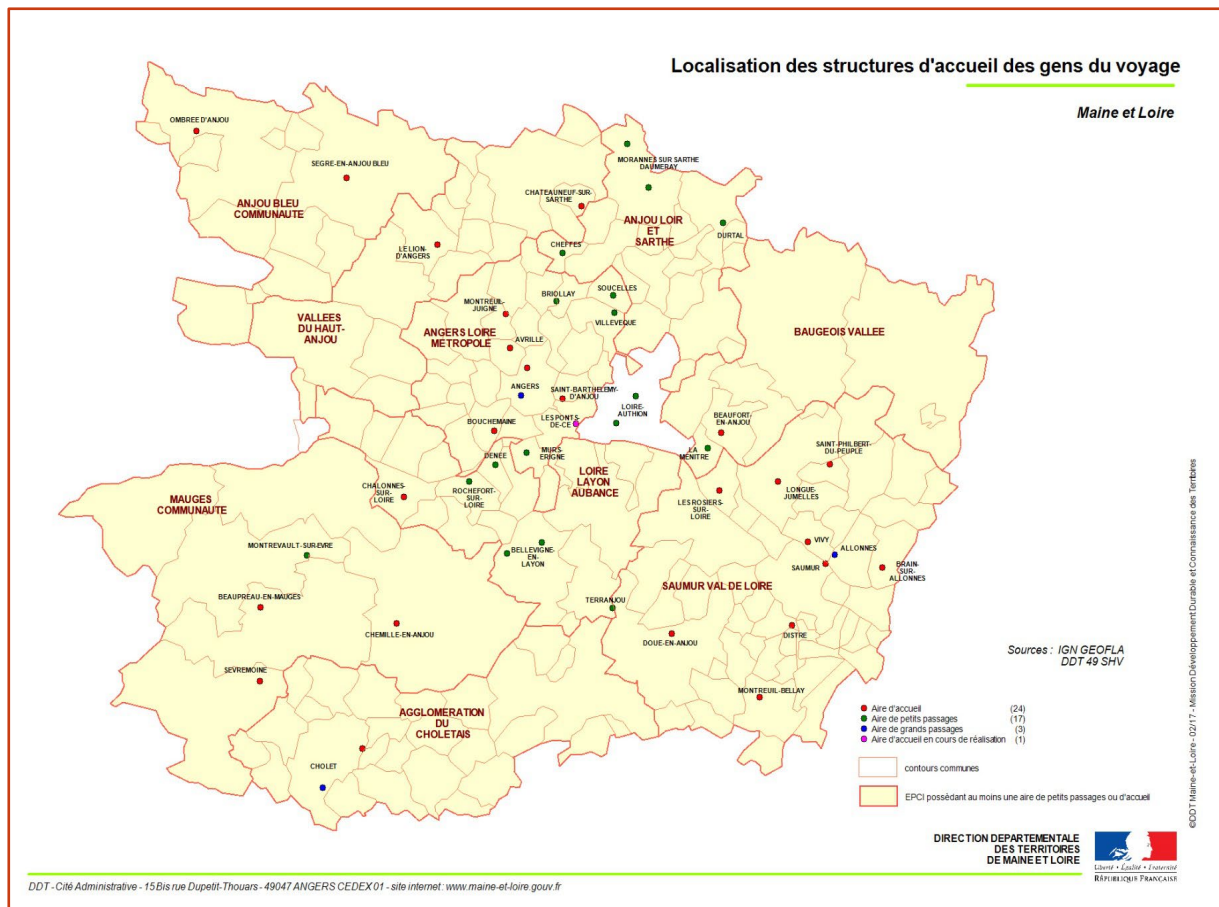 Localisation des structures d'accueil des gens du voyage
Maine et Loire
OMBREE D'ANJOU
SEGRE-EN-ANJOU BLEU
ANJOU BLEU
COMMUNAUTE
MORANNES SUR SARTHE
DAUMERAY
CHATEAUNEUF-SUR-
SARTHE
ANJOU LOIR
ET
SARTHE
DURTAL
LE LION-
D'ANGERS
CHEFFES
SOUCELLES
BRIOLLAY
MONTREUIL-
JUIGNE
VILLEVEQUE
VALLEES
DU HAUT-
ANJOU
ANGERS LOIRE
MÉTROPOLE
AVRILLE
BAUGEOIS VALLEE
ANGERS
SAINT-BARTHELEMY-
D'ANJOU
LOIRE-
AUTHION
LES PONTS-
DE-CE
BOUCHEMAINE
BEAUFORT-
EN-ANJOU
SAINT-PHILBERT-
DU-PEUPLE
LA
MENITRE
MURS-
ERIGNE
DENÉE
LOIRE
LAYON
AUBANCE
CHALONNES-
SUR-
LOIRE
ROCHEFORT-
SUR-
LOIRE
LONGUE-
JUMELLES
LES ROSIERS-
SUR-
LOIRE
MAUGES
COMMUNAUTE
MONTREVAULT-SUR-EVRE
BELLEVIGNE-
EN-
LAYON
VIVY
ALLONNES
SAUMUR
BRAIN-
SUR-
ALLONNES
SAUMUR VAL DE LOIRE
BEAUPREAU-EN-MAUGES
TERRANJOU
CHEMILLE-EN-ANJOU
DOUE-EN-ANJOU
DISTRE
SEVREMOINE
MONTREUIL-BELLAY
AGGLOMERATION
DU
CHOLETAIS
CHOLET
Sources : IGN GEOFLA
DDT 49 SHV
Aire d'accueil (24)
Aire de petits passages (17)
Aire de grands passages (3)
Aire d'accueil en cours de réalisation (1)
contours communes
EPCI possèdant au moins une aire de petits passages ou d'accueil
©DDT Maine-et-Loire - 02/17 - Mission Développement Durable et Connaissance des Territoires
DIRECTION DEPARTEMENTALE
DES TERRITOIRES
DE MAINE ET LOIRE
Liberté • Égalité • Fraternité
RÉPUBLIQUE FRANÇAISE
DDT - Cité Administrative - 15 Bis rue Dupetit-Thouars - 49047 ANGERS CEDEX 01 - site internet : www.maine-et-loire.gouv.fr